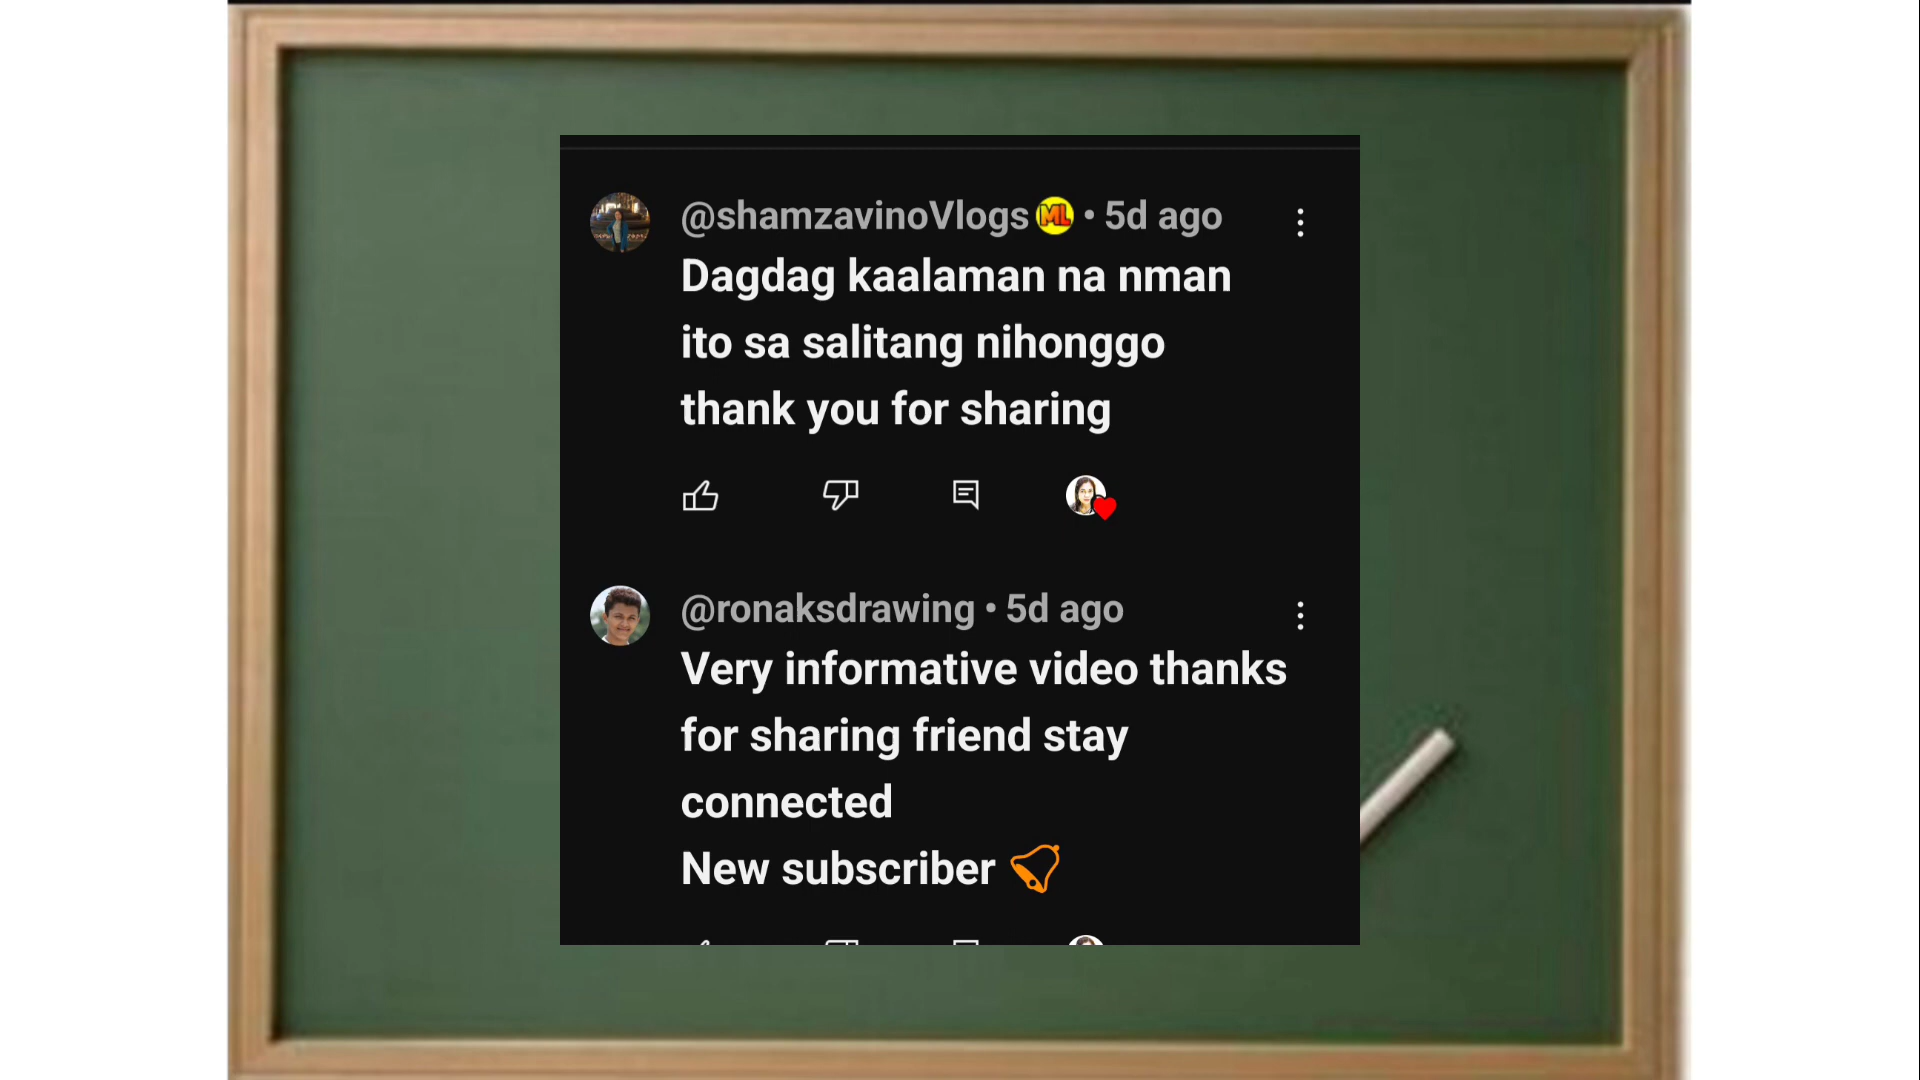 @shamzavinoVlogs ML • 5d ago
Dagdag kaalaman na nman
ito sa salitang nihonggo
thank you for sharing
@ronaksdrawing • 5d ago
Very informative video thanks
for sharing friend stay
connected
New subscriber